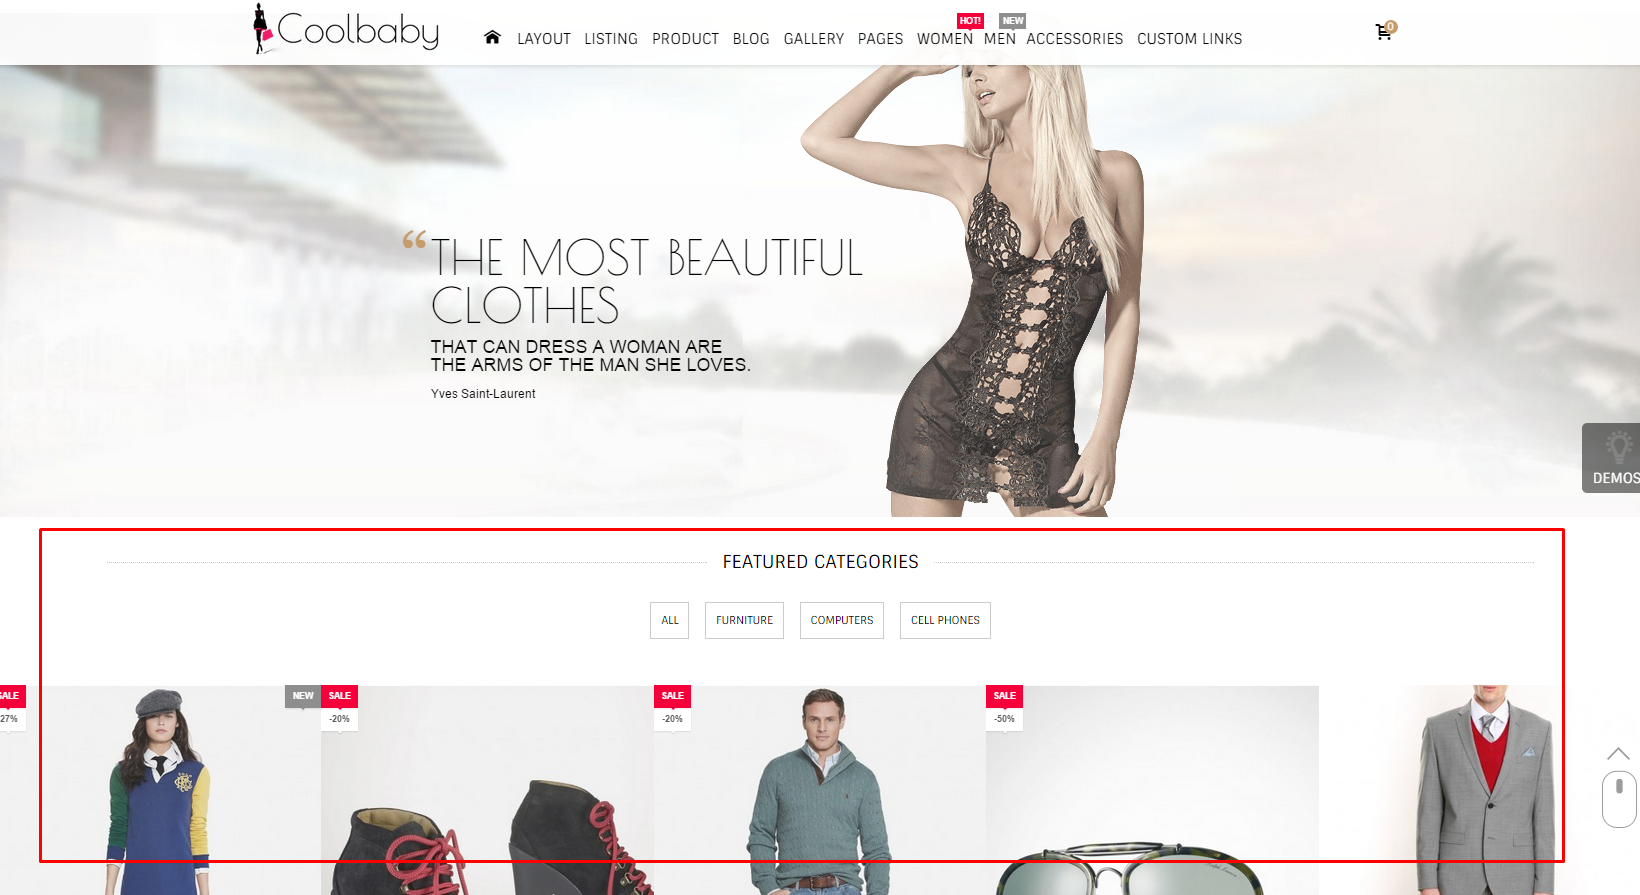 Coolbaby
HOT!
NEW
LAYOUT LISTING PRODUCT BLOG GALLERY PAGES WOMEN MEN ACCESSORIES CUSTOM LINKS
0
“THE MOST BEAUTIFUL
CLOTHES
THAT CAN DRESS A WOMAN ARE
THE ARMS OF THE MAN SHE LOVES.
Yves Saint-Laurent
DEMOS
FEATURED CATEGORIES
ALL
FURNITURE
COMPUTERS
CELL PHONES
SALE
27%
NEW
SALE
-20%
SALE
-20%
SALE
-50%